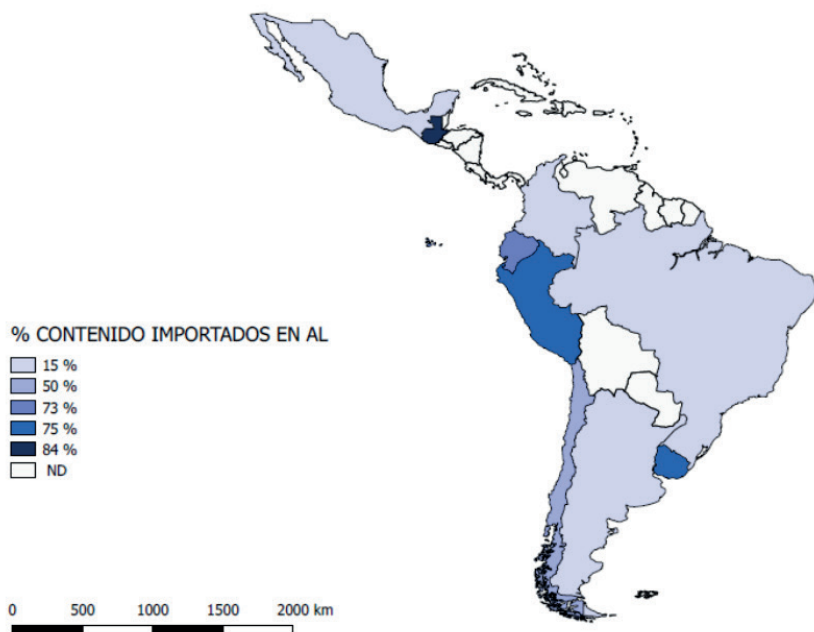 % CONTENIDO IMPORTADOS EN AL
15 %
50 %
73 %
75 %
84 %
ND
0 500 1000 1500 2000 km